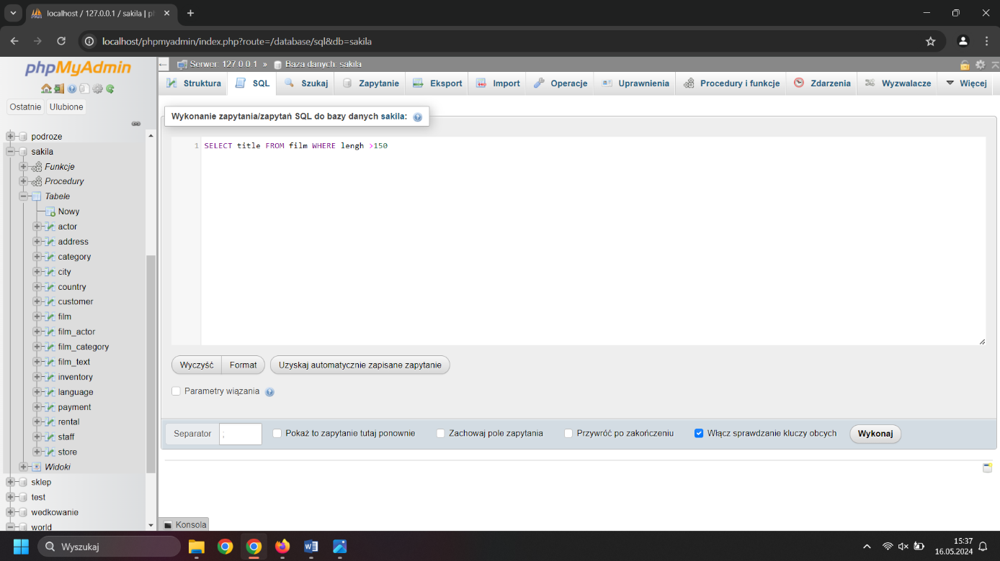 localhost / 127.0.0.1 / sakila | p
localhost/phpmyadmin/index.php?route=/database/sql&db=sakila
phpMyAdmin
Ostatnie Ulubione
podroze
sakila
Funkcje
Procedury
Tabele
Nowy
actor
address
category
city
country
customer
film
film_actor
film_category
film_text
inventory
language
payment
rental
staff
store
Widoki
sklep
test
wedkowanie
world
Serwer: 127.0.0.1 » Baza danych: sakila
Struktura SQL Szukaj Zapytanie Eksport Import Operacje Uprawnienia Procedury i funkcje Zdarzenia Wyzwalacze Więcej
Wykonanie zapytania/zapytań SQL do bazy danych sakila:
1 SELECT title FROM film WHERE lengh >150
Wyczyść Format Uzyskaj automatycznie zapisane zapytanie
Parametry wiązania
Separator ; Pokaż to zapytanie tutaj ponownie Zachowaj pole zapytania Przywróć po zakończeniu Włącz sprawdzanie kluczy obcych Wykonaj
Konsola
Wyszukaj
15:37
16.05.2024